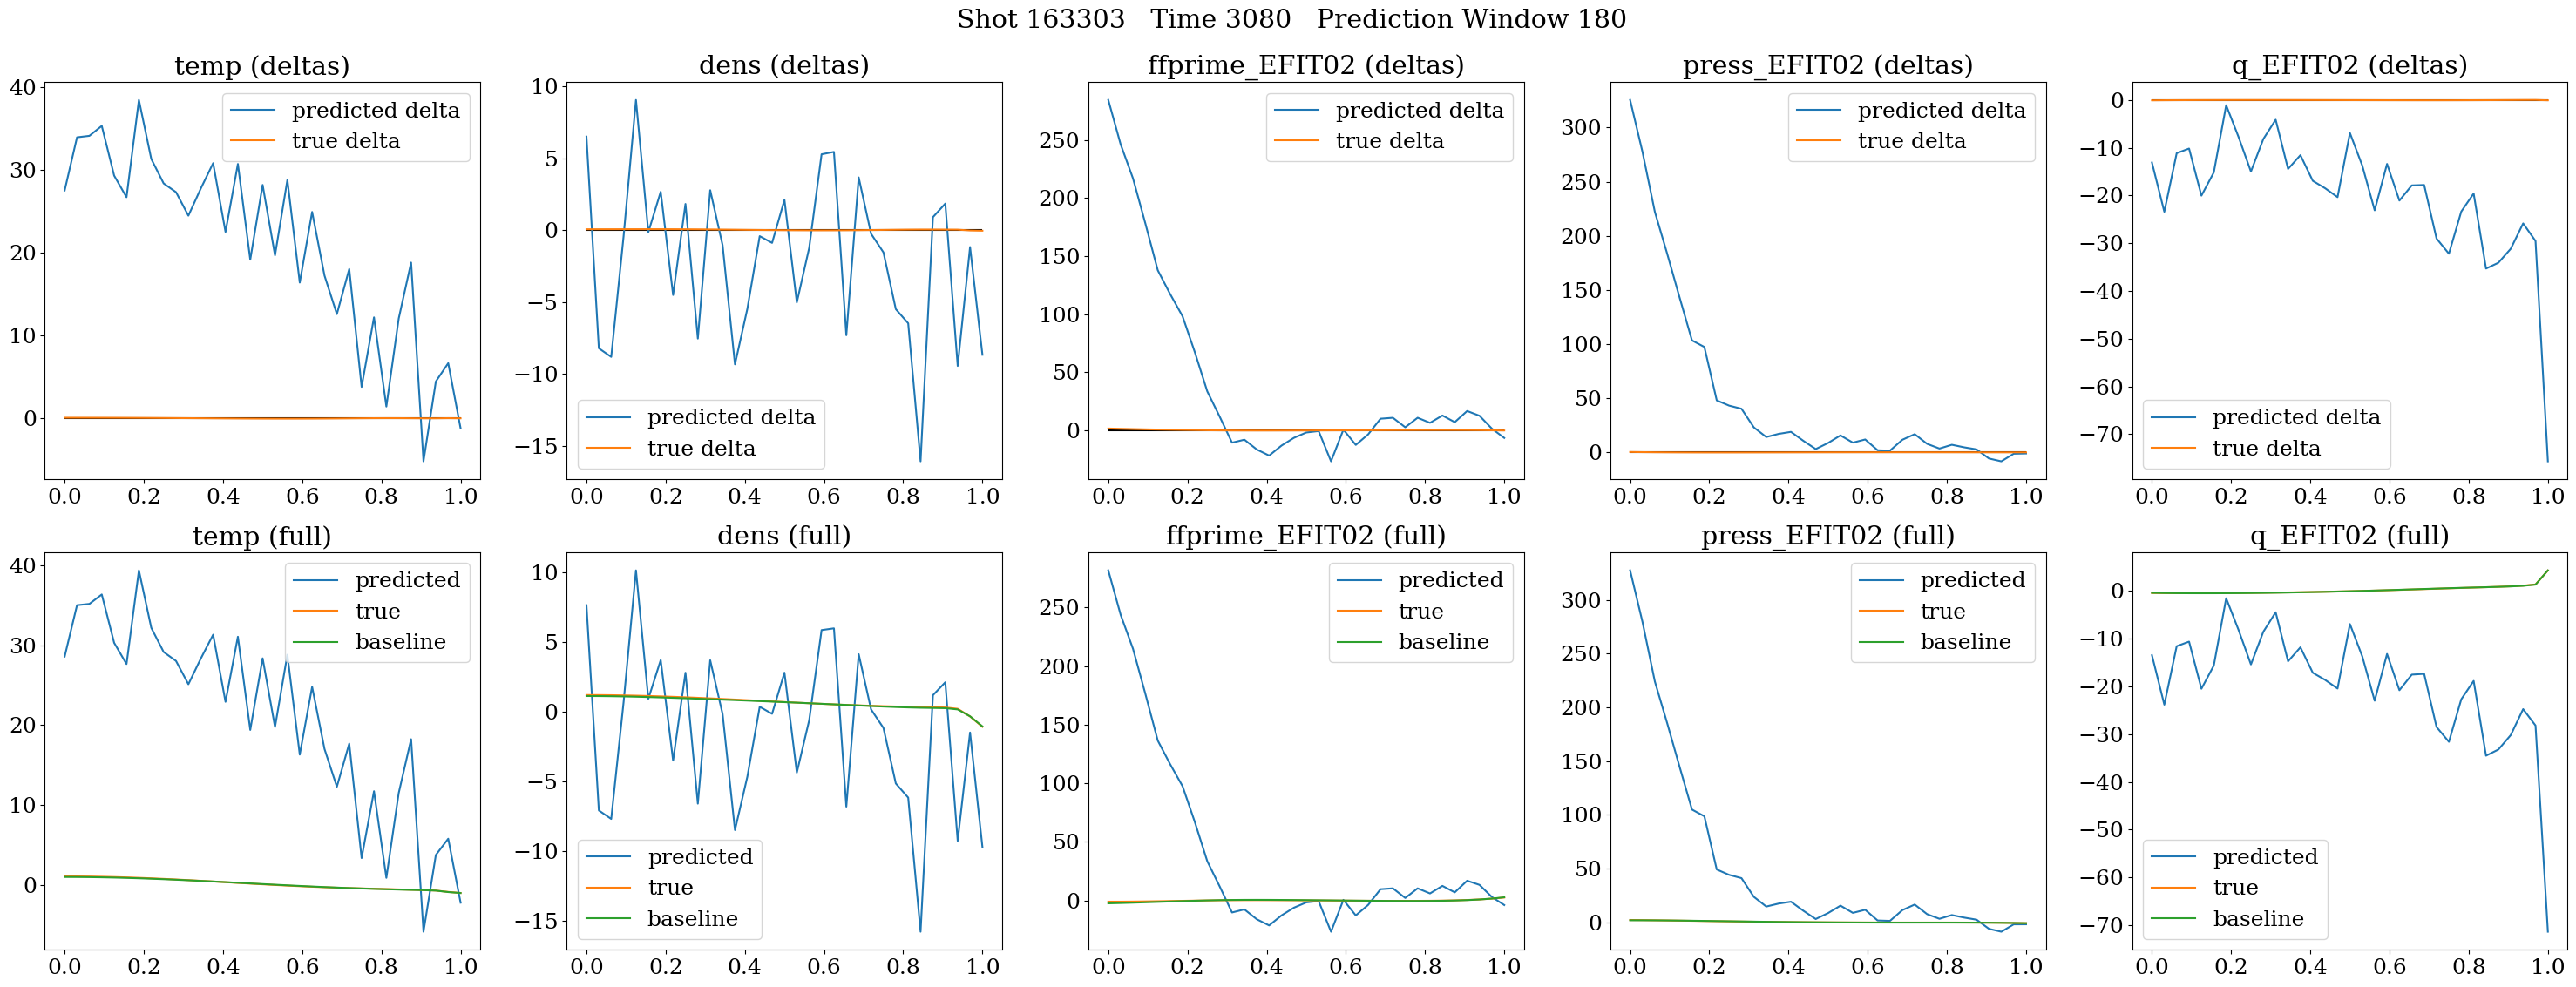 Shot 163303   Time 3080   Prediction Window 180
temp (deltas)
40
30
20
10
0
0.0 0.2 0.4 0.6 0.8 1.0
predicted delta
true delta
dens (deltas)
10
5
0
−5
−10
−15
0.0 0.2 0.4 0.6 0.8 1.0
predicted delta
true delta
ffprime_EFIT02 (deltas)
250
200
150
100
50
0
0.0 0.2 0.4 0.6 0.8 1.0
predicted delta
true delta
press_EFIT02 (deltas)
300
250
200
150
100
50
0
0.0 0.2 0.4 0.6 0.8 1.0
predicted delta
true delta
q_EFIT02 (deltas)
0
−10
−20
−30
−40
−50
−60
−70
0.0 0.2 0.4 0.6 0.8 1.0
predicted delta
true delta
temp (full)
40
30
20
10
0
0.0 0.2 0.4 0.6 0.8 1.0
predicted
true
baseline
dens (full)
10
5
0
−5
−10
−15
0.0 0.2 0.4 0.6 0.8 1.0
predicted
true
baseline
ffprime_EFIT02 (full)
250
200
150
100
50
0
0.0 0.2 0.4 0.6 0.8 1.0
predicted
true
baseline
press_EFIT02 (full)
300
250
200
150
100
50
0
0.0 0.2 0.4 0.6 0.8 1.0
predicted
true
baseline
q_EFIT02 (full)
0
−10
−20
−30
−40
−50
−60
−70
0.0 0.2 0.4 0.6 0.8 1.0
predicted
true
baseline